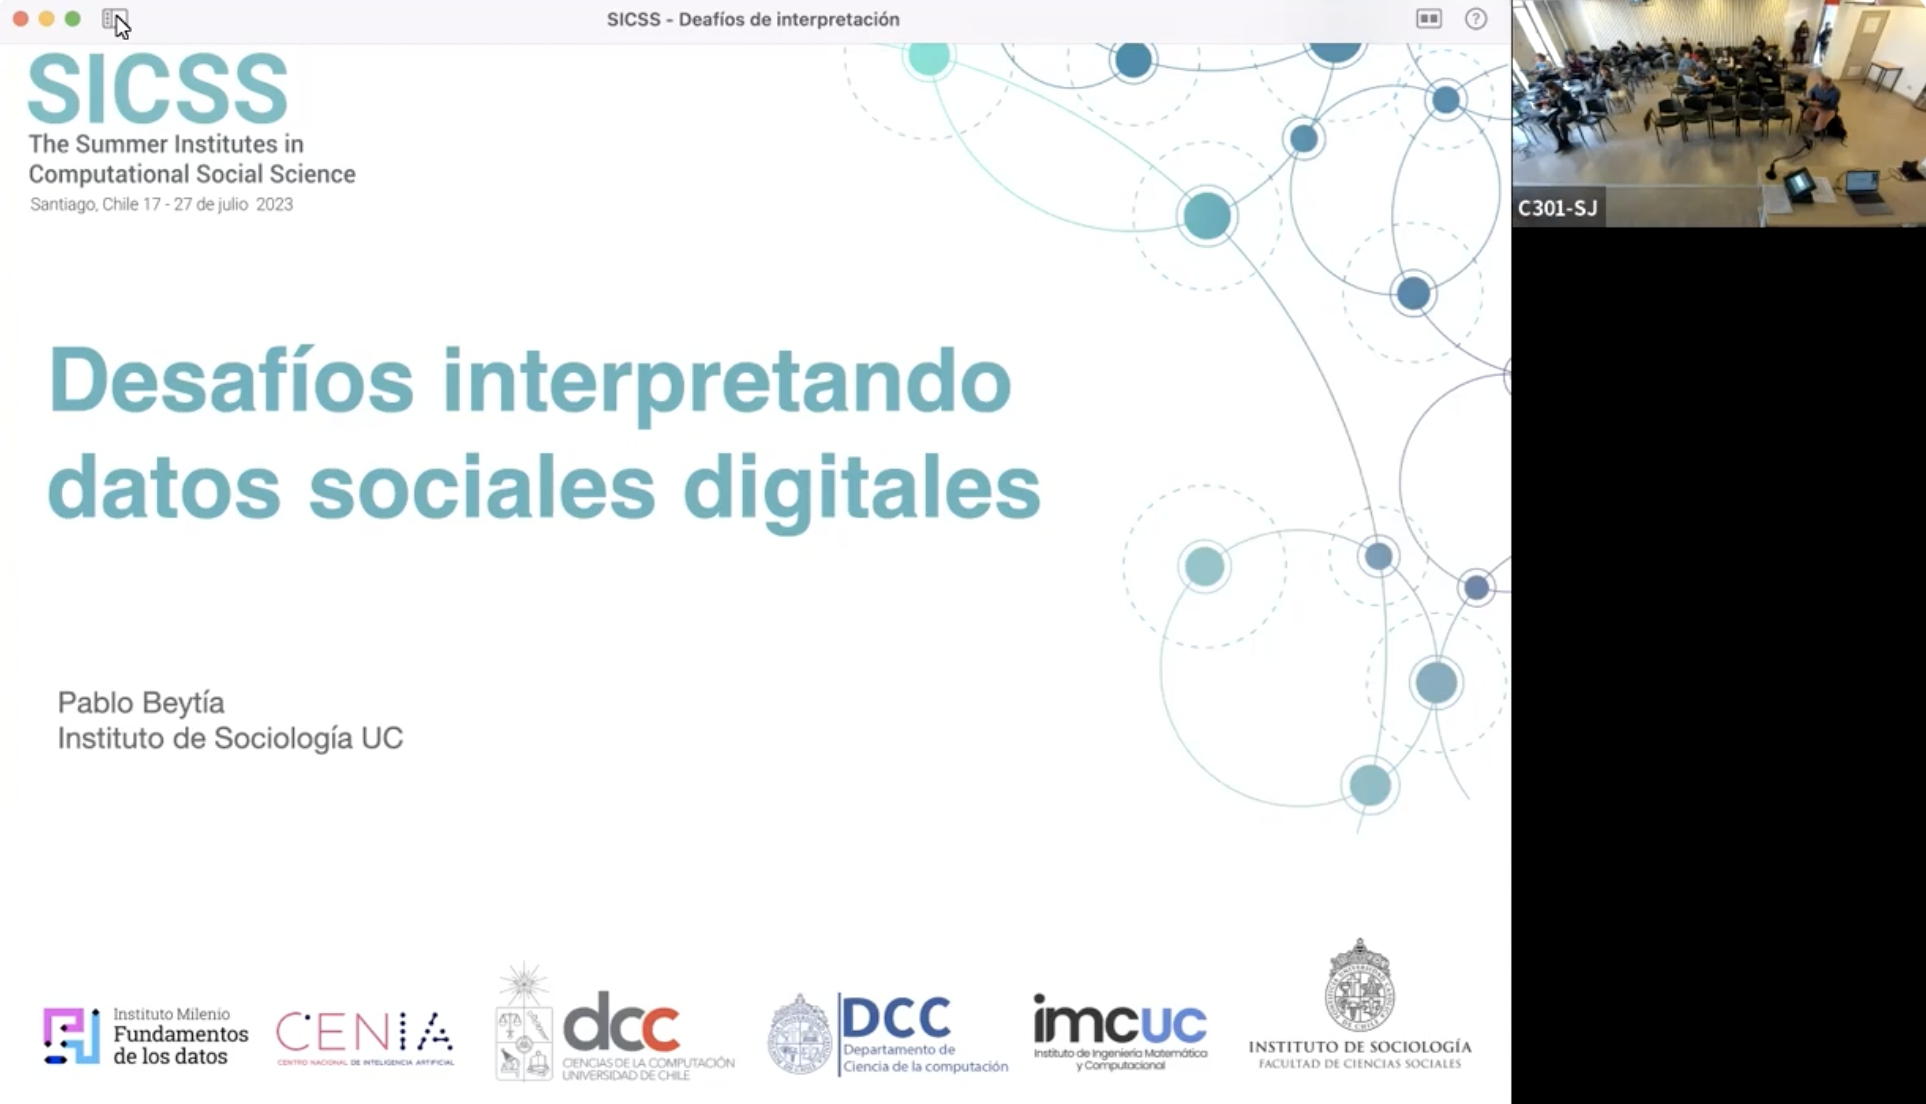 SICSS - Deafíos de interpretación
SICSS
The Summer Institutes in
Computational Social Science
Santiago, Chile 17 - 27 de julio 2023
C301-SJ
Desafíos interpretando
datos sociales digitales
Pablo Beytía
Instituto de Sociología UC
Instituto Milenio
Fundamentos
de los datos
CENIA
CENTRO NACIONAL DE INTELIGENCIA ARTIFICIAL
dcc
CIENCIAS DE LA COMPUTACIÓN
UNIVERSIDAD DE CHILE
DCC
Departamento de
Ciencia de la computación
imcuc
Instituto de Ingeniería Matemática
y Computacional
INSTITUTO DE SOCIOLOGÍA
FACULTAD DE CIENCIAS SOCIALES